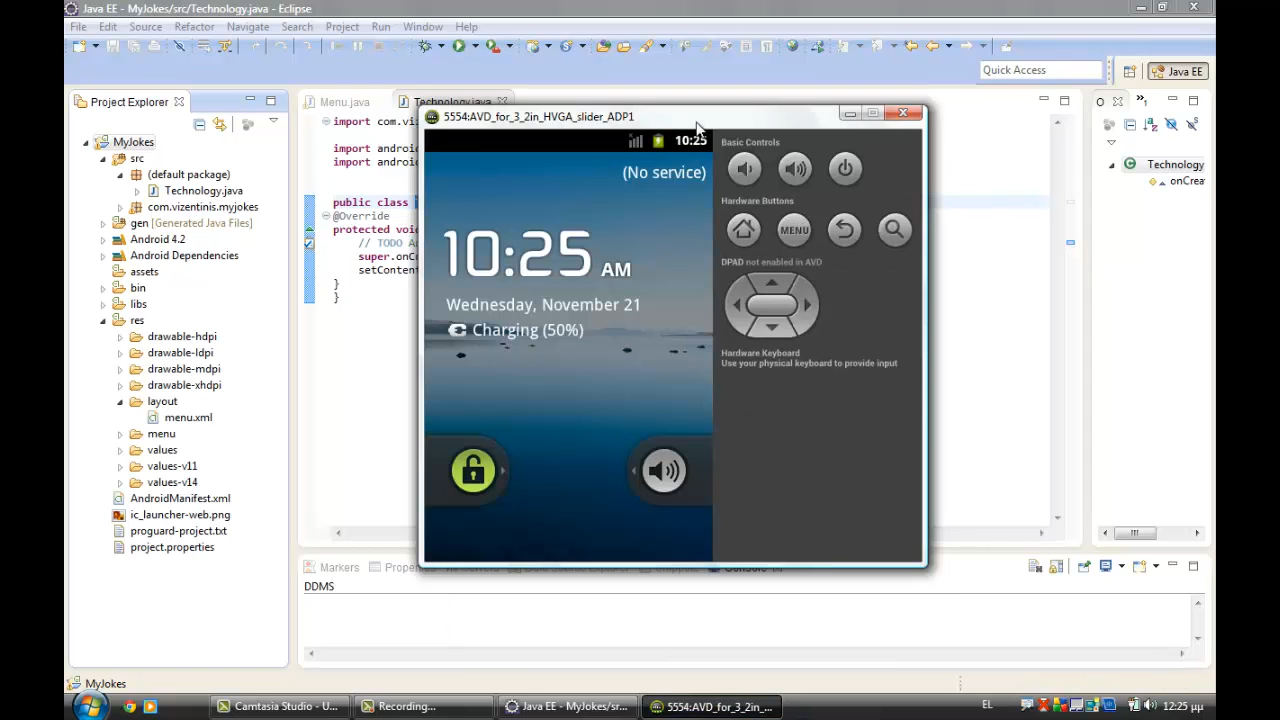 Java EE - MyJokes/src/Technology.java - Eclipse
File Edit Source Refactor Navigate Search Project Run Window Help
Quick Access
Java EE
Project Explorer
Menu.java
Technology.java
MyJokes
src
(default package)
Technology.java
com.vizentinis.myjokes
gen [Generated Java Files]
Android 4.2
Android Dependencies
assets
bin
libs
res
drawable-hdpi
drawable-ldpi
drawable-mdpi
drawable-xhdpi
layout
menu.xml
menu
values
values-v11
values-v14
AndroidManifest.xml
ic_launcher-web.png
proguard-project.txt
project.properties
import com.vi
import android
import android
public class
@Override
protected void
// TODO Au
super.onC
setConten
}
}
5554:AVD_for_3_2in_HVGA_slider_ADP1
10:25
(No service)
10:25 AM
Wednesday, November 21
Charging (50%)
Basic Controls
Hardware Buttons
MENU
DPAD not enabled in AVD
Hardware Keyboard
Use your physical keyboard to provide input
O
Technology
onCrea
Markers
DDMS
MyJokes
Camtasia Studio - U...
Recording...
Java EE - MyJokes/sr...
5554:AVD_for_3_2in_...
EL
12:25 μμ